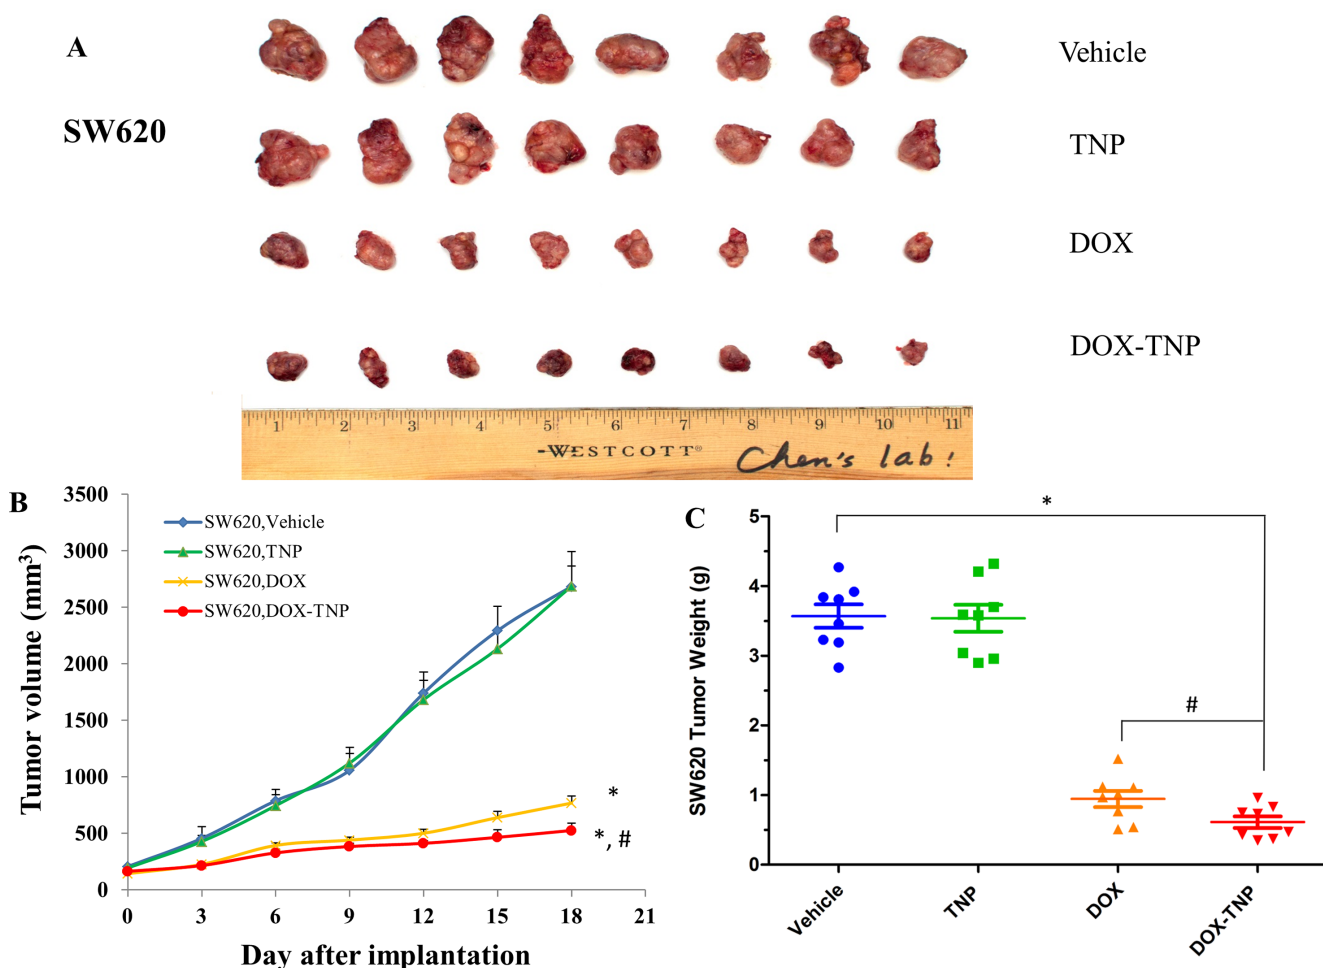 A
Vehicle
SW620
TNP
DOX
DOX-TNP
1 2 3 4 5 6 7 8 9 10 11
WESTCOTT®
Chen's lab!
B
3500
3000
2500
2000
1500
1000
500
0
Tumor volume (mm³)
SW620,Vehicle
SW620,TNP
SW620,DOX
SW620,DOX-TNP
*
*, #
0 3 6 9 12 15 18 21
Day after implantation
C
*
#
5
4
3
2
1
0
SW620 Tumor Weight (g)
Vehicle
TNP
DOX
DOX-TNP